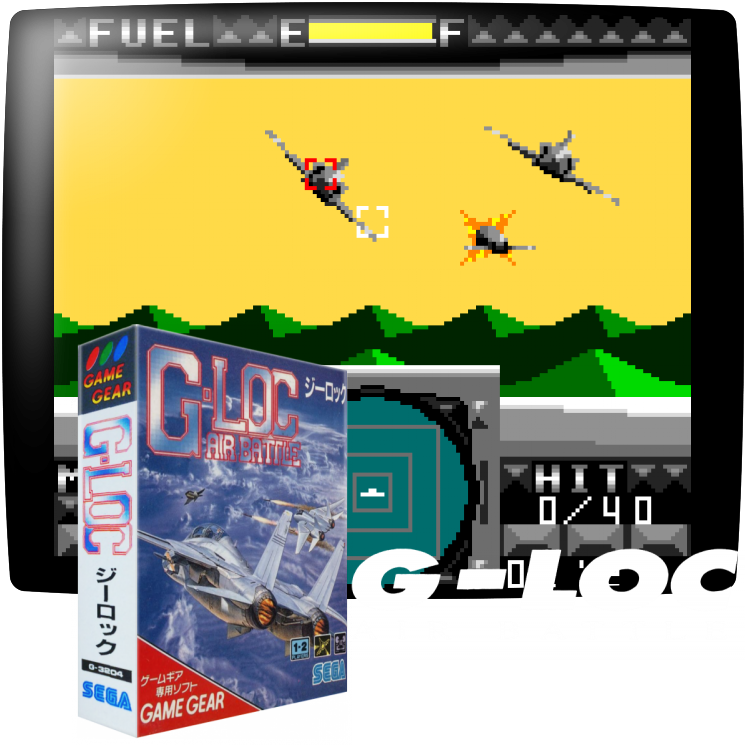 FUEL E F
GAME
GEAR
G-LOC
ジーロック
G-3204
SEGA
G-LOC
ジーロック
AIR BATTLE
1-2
ゲームギア
専用ソフト
GAME GEAR
SEGA
HIT
0/40
G-LOC